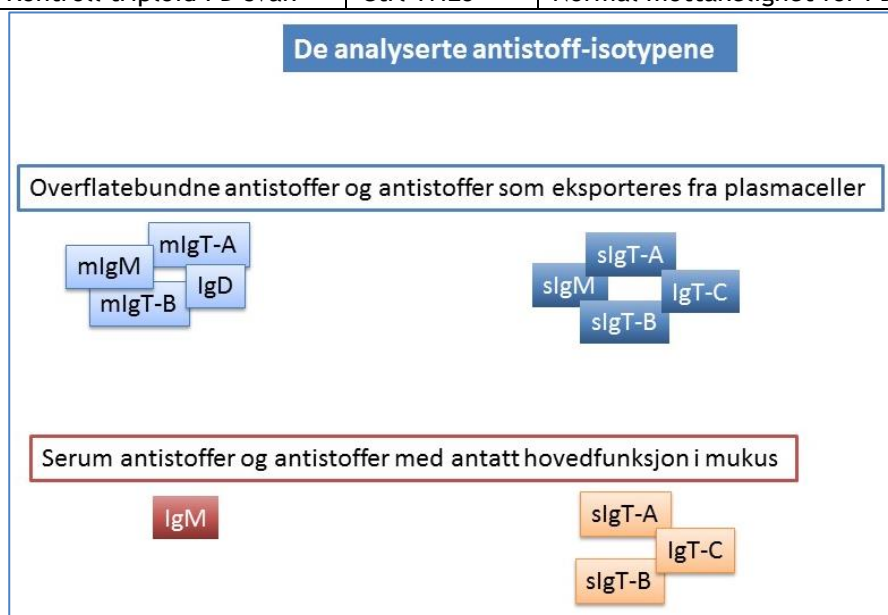 De analyserte antistoff-isotypene
Overflatebundne antistoffer og antistoffer som eksporteres fra plasmaceller
mIgT-A
mIgM
IgD
mIgT-B
sIgT-A
sIgM
IgT-C
sIgT-B
Serum antistoffer og antistoffer med antatt hovedfunksjon i mukus
IgM
sIgT-A
IgT-C
sIgT-B